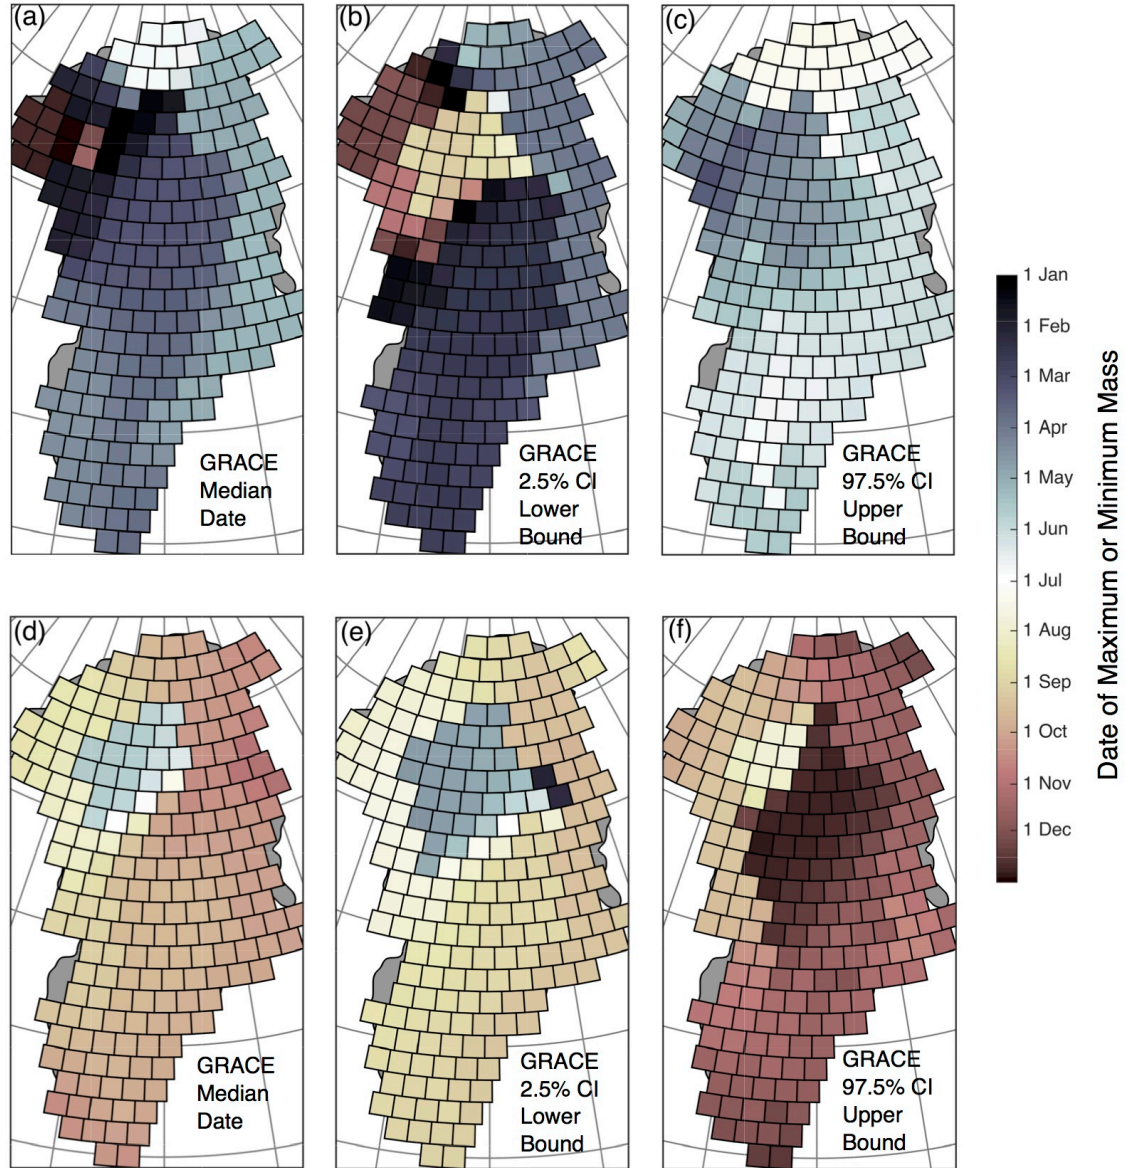 (a)
(b)
(c)
GRACE
Median
Date
GRACE
2.5% CI
Lower
Bound
GRACE
97.5% CI
Upper
Bound
(d)
(e)
(f)
GRACE
Median
Date
GRACE
2.5% CI
Lower
Bound
GRACE
97.5% CI
Upper
Bound
1 Jan
1 Feb
1 Mar
1 Apr
1 May
1 Jun
1 Jul
1 Aug
1 Sep
1 Oct
1 Nov
1 Dec
Date of Maximum or Minimum Mass